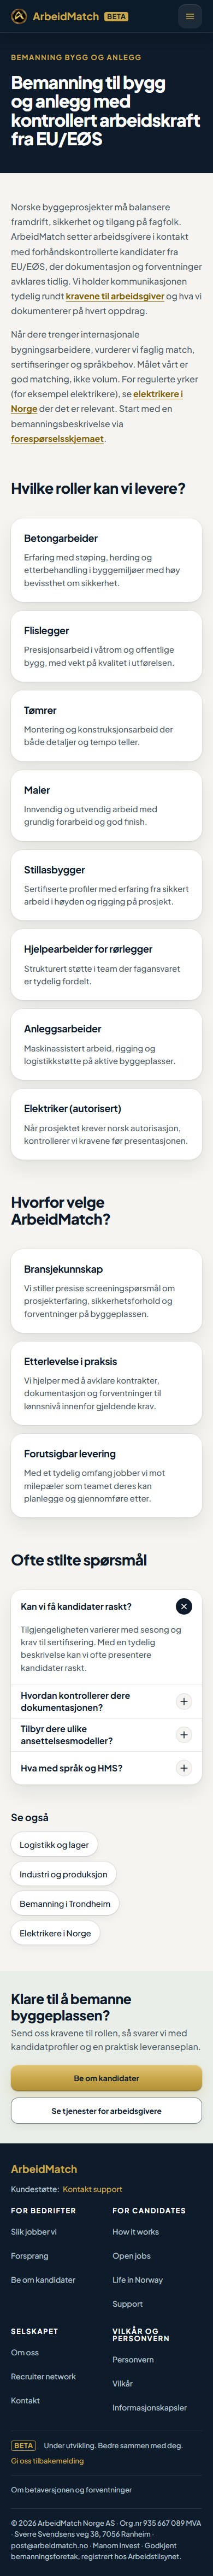 ArbeidMatch BETA
BEMANNING BYGG OG ANLEGG
Bemanning til bygg
og anlegg med
kontrollert arbeidskraft
fra EU/EØS
Norske byggeprosjekter må balansere
framdrift, sikkerhet og tilgang på fagfolk.
ArbeidMatch setter arbeidsgivere i kontakt
med forhåndskontrollerte kandidater fra
EU/EØS, der dokumentasjon og forventninger
avklares tidlig. Vi holder kommunikasjonen
tydelig rundt kravene til arbeidsgiver og hva vi
dokumenterer på hvert oppdrag.
Når dere trenger internasjonale
bygningsarbeidere, vurderer vi faglig match,
sertifiseringer og språkbehov. Målet vårt er
god matching, ikke volum. For regulerte yrker
(for eksempel elektrikere), se elektrikere i
Norge der det er relevant. Start med en
bemanningsbeskrivelse via
forespørselsskjemaet.
Hvilke roller kan vi levere?
Betongarbeider
Erfaring med støping, herding og
etterbehandling i byggemiljøer med høy
bevissthet om sikkerhet.
Flislegger
Presisjonsarbeid i våtrom og offentlige
bygg, med vekt på kvalitet i utførelsen.
Tømrer
Montering og konstruksjonsarbeid der
både detaljer og tempo teller.
Maler
Innvendig og utvendig arbeid med
grundig forarbeid og god finish.
Stillasbygger
Sertifiserte profiler med erfaring fra sikkert
arbeid i høyden og rigging på prosjekt.
Hjelpearbeider for rørlegger
Strukturert støtte i team der fagansvaret
er tydelig fordelt.
Anleggsarbeider
Maskinassistert arbeid, rigging og
logistikkstøtte på aktive byggeplasser.
Elektriker (autorisert)
Når prosjektet krever norsk autorisasjon,
kontrollerer vi kravene før presentasjonen.
Hvorfor velge
ArbeidMatch?
Bransjekunnskap
Vi stiller presise screeningspørsmål om
prosjekterfaring, sikkerhetsforhold og
forventninger på byggeplassen.
Etterlevelse i praksis
Vi hjelper med å avklare kontrakter,
dokumentasjon og forventninger til
lønnsnivå innenfor gjeldende krav.
Forutsigbar levering
Med et tydelig omfang jobber vi mot
milepæler som teamet deres kan
planlegge og gjennomføre etter.
Ofte stilte spørsmål
Kan vi få kandidater raskt?
Tilgjengeligheten varierer med sesong og
krav til sertifisering. Med en tydelig
beskrivelse kan vi ofte presentere
kandidater raskt.
Hvordan kontrollerer dere
dokumentasjonen?
Tilbyr dere ulike
ansettelsesmodeller?
Hva med språk og HMS?
Se også
Logistikk og lager
Industri og produksjon
Bemanning i Trondheim
Elektrikere i Norge
Klare til å bemanne
byggeplassen?
Send oss kravene til rollen, så svarer vi med
kandidatprofiler og en praktisk leveranseplan.
Be om kandidater
Se tjenester for arbeidsgivere
ArbeidMatch
Kundestøtte: Kontakt support
FOR BEDRIFTER
Slik jobber vi
Forsprang
Be om kandidater
FOR CANDIDATES
How it works
Open jobs
Life in Norway
Support
SELSKAPET
Om oss
Recruiter network
Kontakt
VILKÅR OG
PERSONVERN
Personvern
Vilkår
Informasjonskapsler
BETA Under utvikling. Bedre sammen med deg.
Gi oss tilbakemelding
Om betaversjonen og forventninger
© 2026 ArbeidMatch Norge AS · Org.nr 935 667 089 MVA
· Sverre Svendsens veg 38, 7056 Ranheim ·
post@arbeidmatch.no · Manom Invest · Godkjent
bemanningsforetak, registrert hos Arbeidstilsynet.